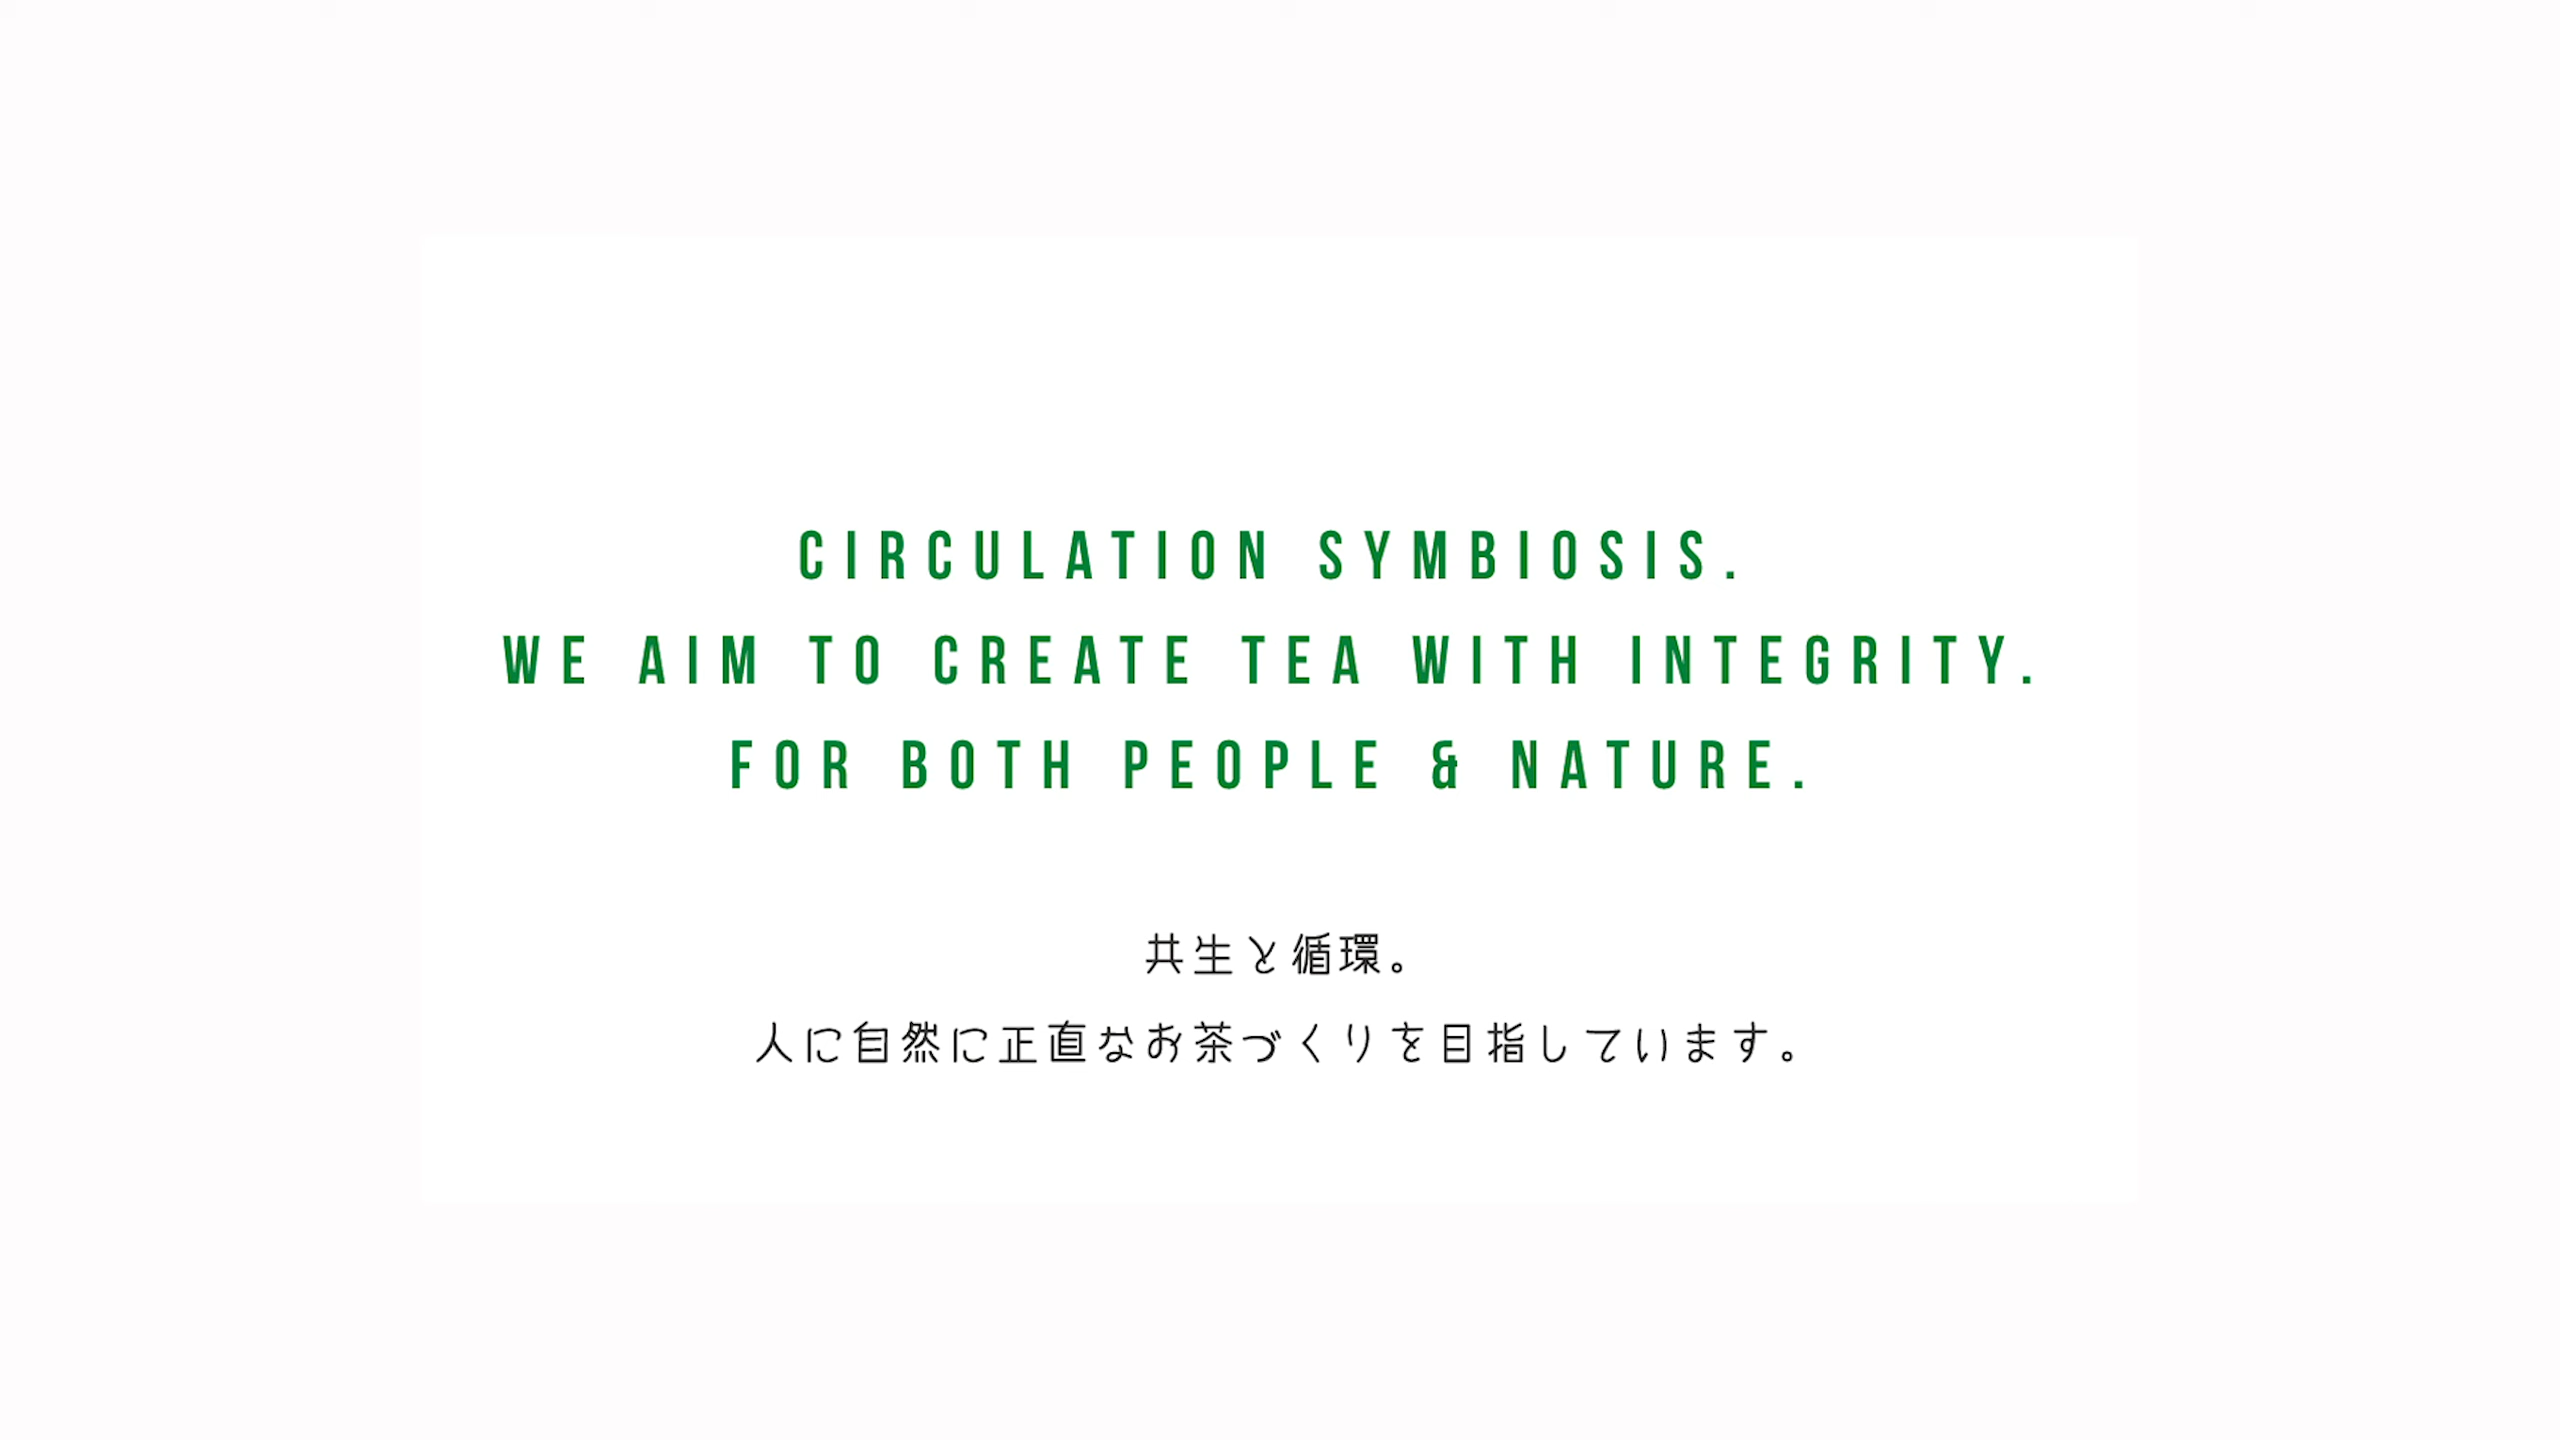 CIRCULATION SYMBIOSIS.
WE AIM TO CREATE TEA WITH INTEGRITY.
FOR BOTH PEOPLE & NATURE.
共生と循環。
人に自然に正直なお茶づくりを目指しています。